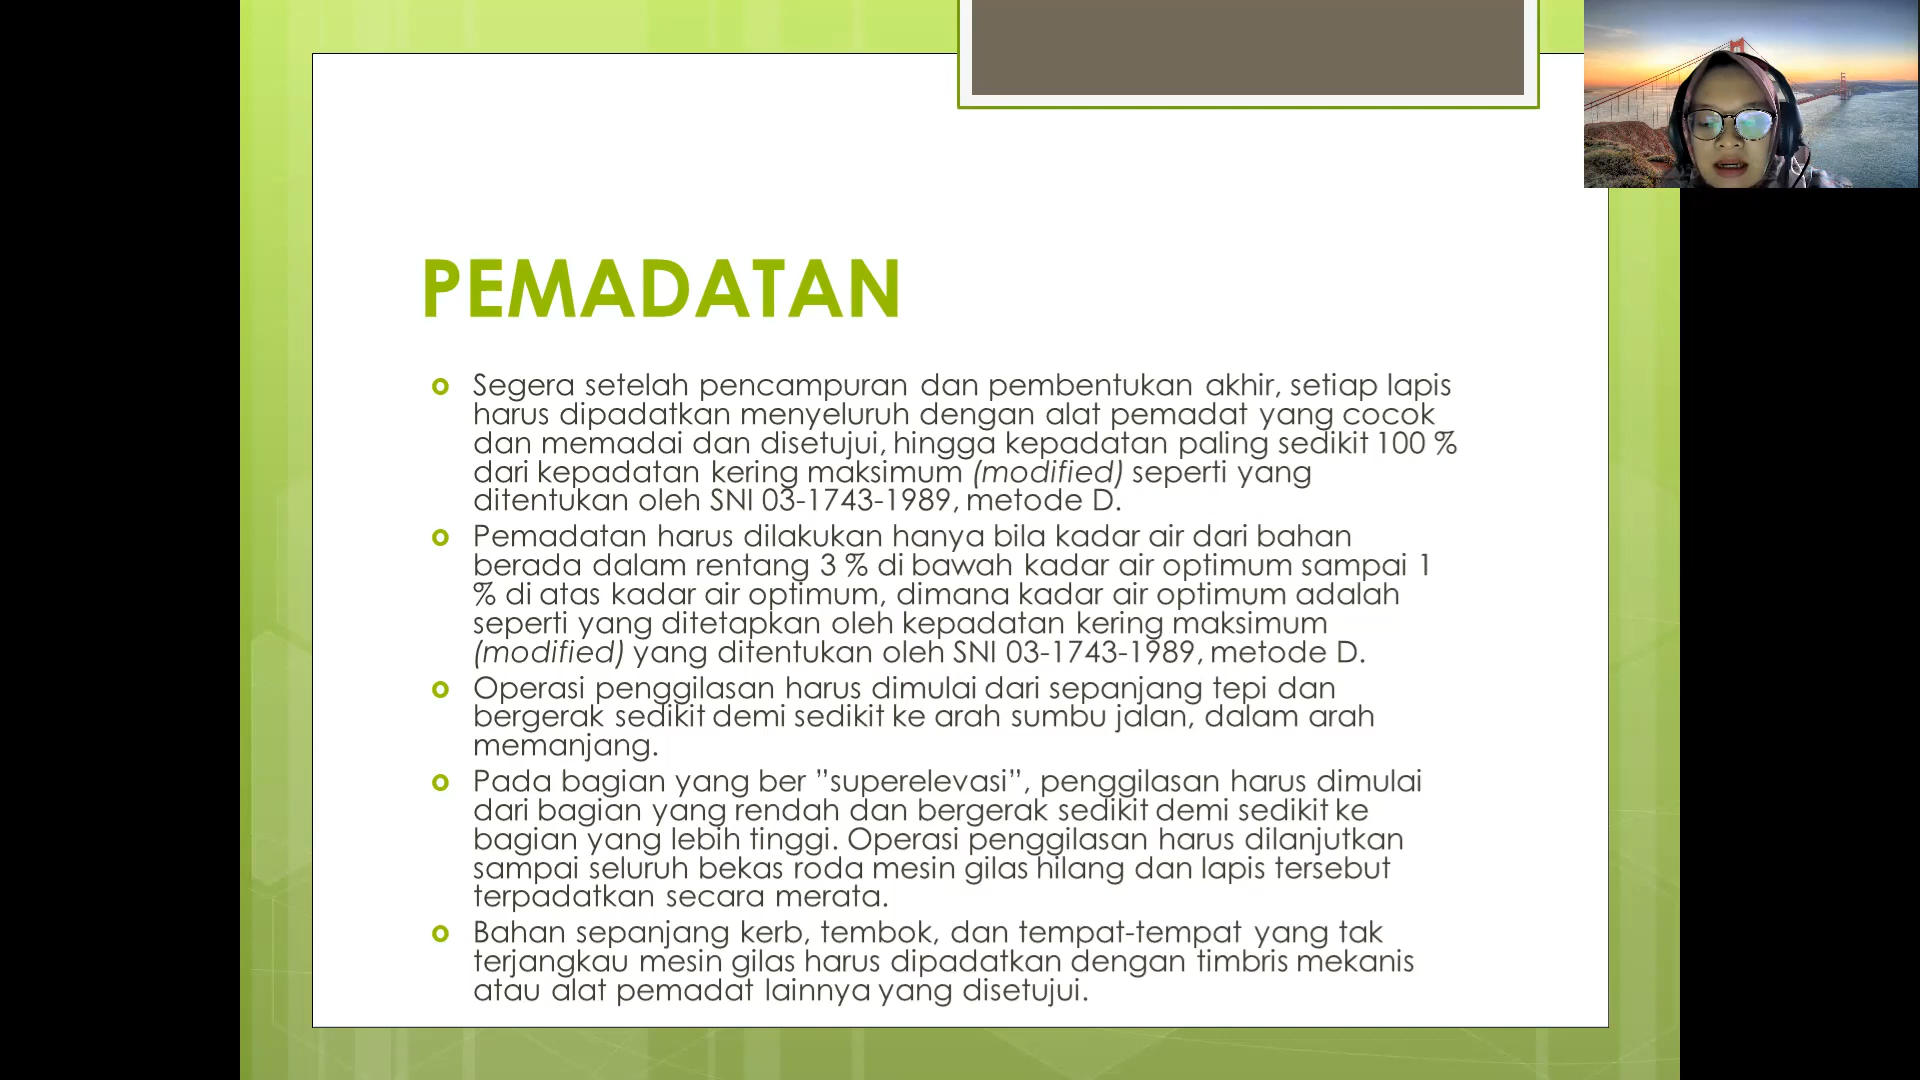 PEMADATAN
Segera setelah pencampuran dan pembentukan akhir, setiap lapis
harus dipadatkan menyeluruh dengan alat pemadat yang cocok
dan memadai dan disetujui, hingga kepadatan paling sedikit 100 %
dari kepadatan kering maksimum (modified) seperti yang
ditentukan oleh SNI 03-1743-1989, metode D.
Pemadatan harus dilakukan hanya bila kadar air dari bahan
berada dalam rentang 3 % di bawah kadar air optimum sampai 1
% di atas kadar air optimum, dimana kadar air optimum adalah
seperti yang ditetapkan oleh kepadatan kering maksimum
(modified) yang ditentukan oleh SNI 03-1743-1989, metode D.
Operasi penggilasan harus dimulai dari sepanjang tepi dan
bergerak sedikit demi sedikit ke arah sumbu jalan, dalam arah
memanjang.
Pada bagian yang ber ”superelevasi”, penggilasan harus dimulai
dari bagian yang rendah dan bergerak sedikit demi sedikit ke
bagian yang lebih tinggi. Operasi penggilasan harus dilanjutkan
sampai seluruh bekas roda mesin gilas hilang dan lapis tersebut
terpadatkan secara merata.
Bahan sepanjang kerb, tembok, dan tempat-tempat yang tak
terjangkau mesin gilas harus dipadatkan dengan timbris mekanis
atau alat pemadat lainnya yang disetujui.